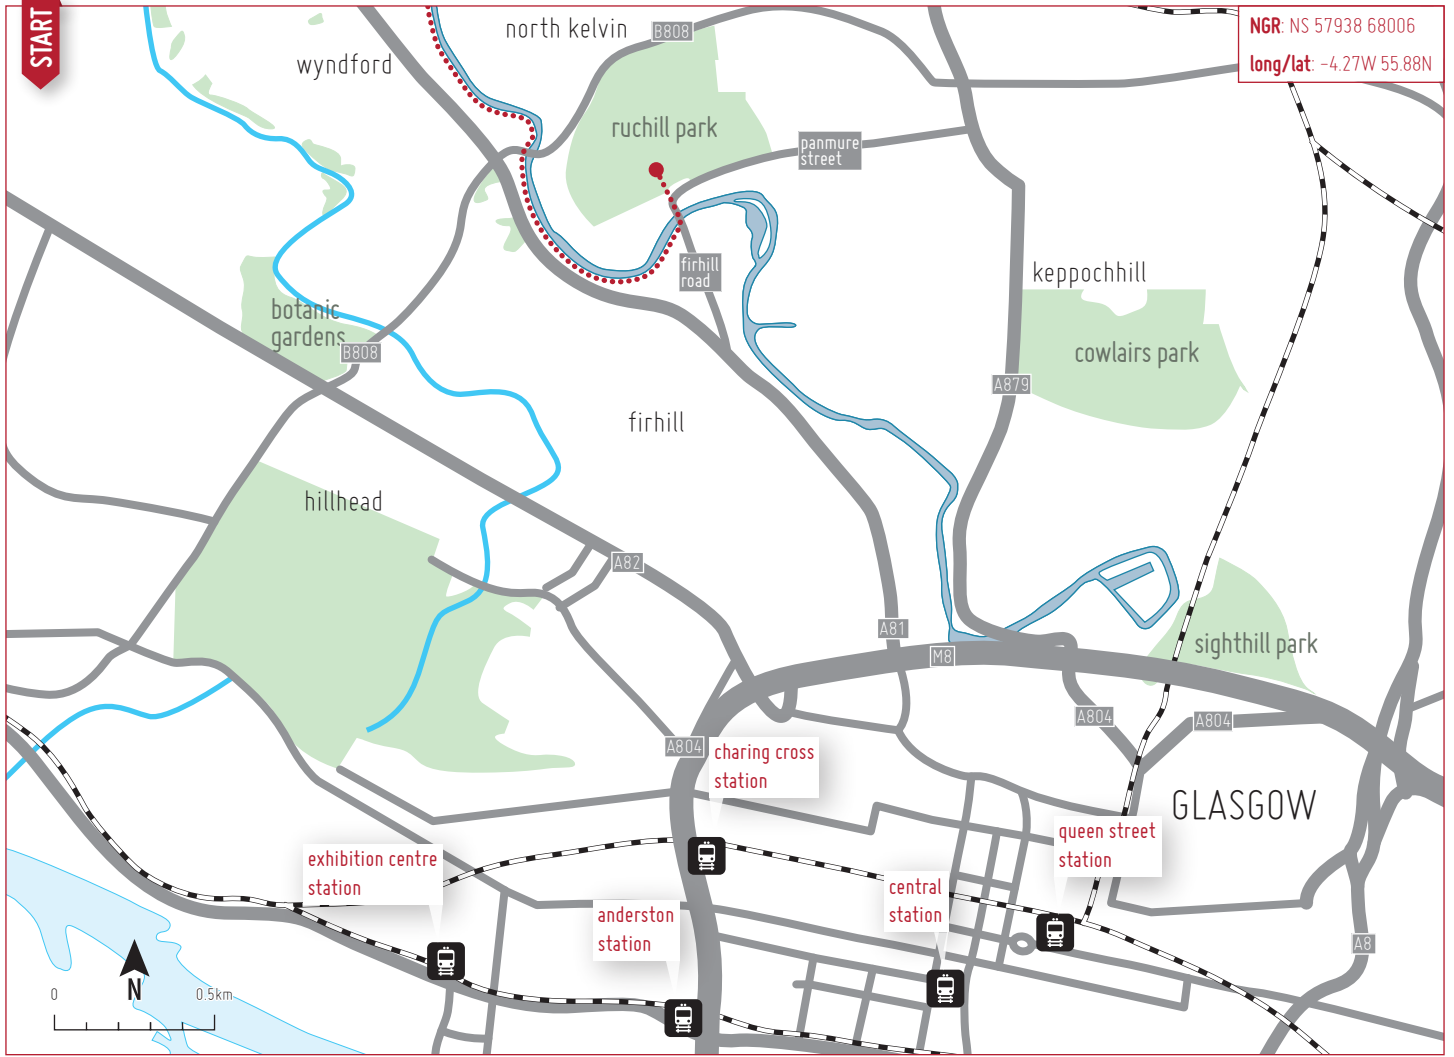 START
north kelvin
B808
NGR: NS 57938 68006
long/lat: -4.27W 55.88N
wyndford
ruchill park
panmure
street
firhill
road
keppochhill
botanic
gardens
B808
cowlairs park
A879
firhill
hillhead
A82
A81
M8
sighthill park
A804
A804
A804
charing cross
station
GLASGOW
queen street
station
exhibition centre
station
central
station
anderston
station
A8
N
0
0.5km